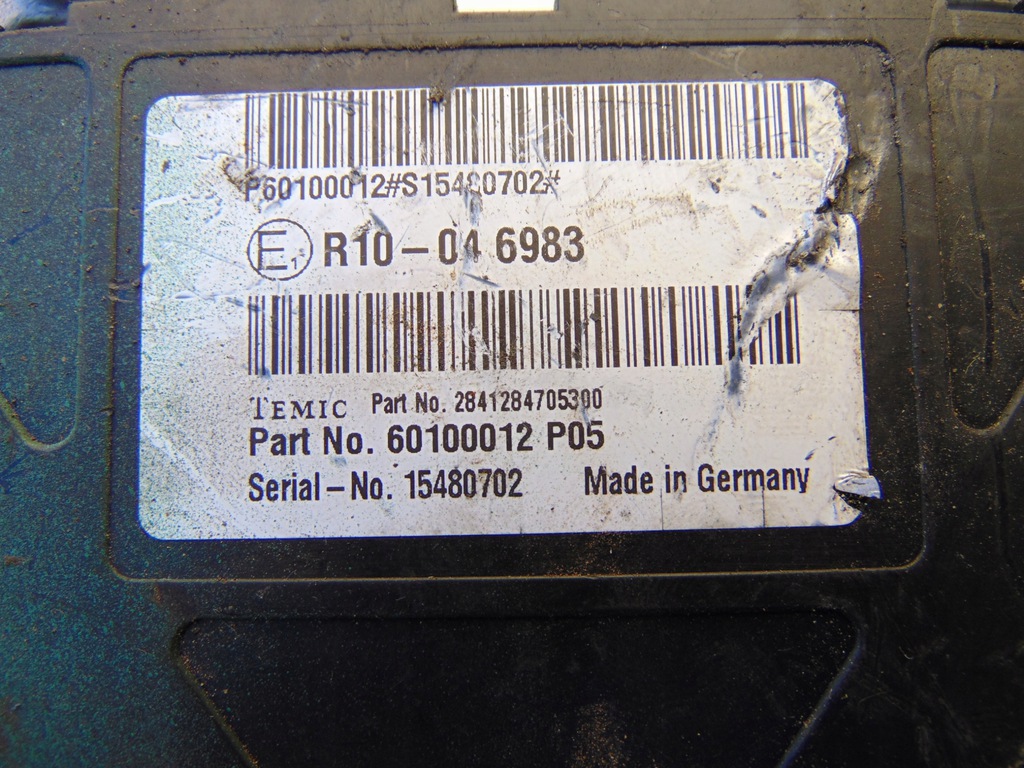 P60100012#S15480702#
E1 R10-04 6983
TEMIC Part No. 2841284705300
Part No. 60100012 P05
Serial-No. 15480702 Made in Germany